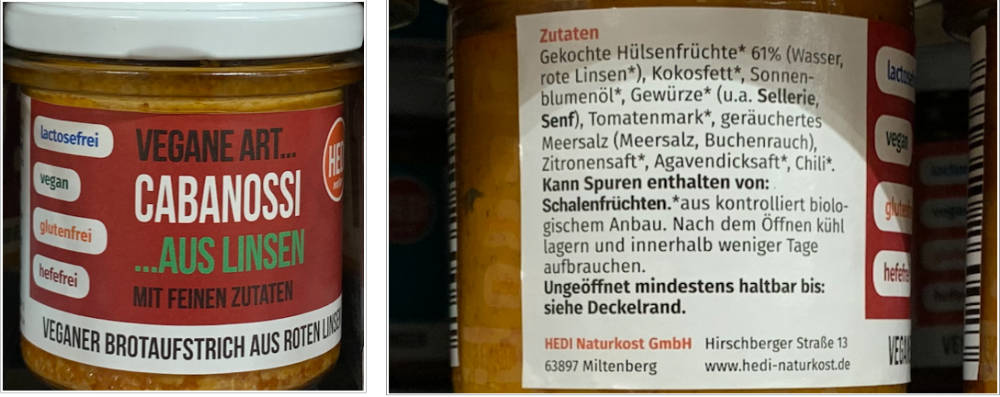 lactosefrei
vegan
glutenfrei
hefefrei
VEGANE ART...
CABANOSSI
...AUS LINSEN
MIT FEINEN ZUTATEN
VEGANER BROTAUFSTRICH AUS ROTEN
Zutaten
Gekochte Hülsenfrüchte* 61% (Wasser,
rote Linsen*), Kokosfett*, Sonnen-
blumenöl*, Gewürze* (u.a. Sellerie,
Senf), Tomatenmark*, geräuchertes
Meersalz (Meersalz, Buchenrauch),
Zitronensaft*, Agavendicksaft*, Chili*.
Kann Spuren enthalten von:
Schalenfrüchten.*aus kontrolliert biolo-
gischem Anbau. Nach dem Öffnen kühl
lagern und innerhalb weniger Tage
aufbrauchen.
Ungeöffnet mindestens haltbar bis:
siehe Deckelrand.
HEDI Naturkost GmbH Hirschberger Straße 13
63897 Miltenberg www.hedi-naturkost.de
vegan